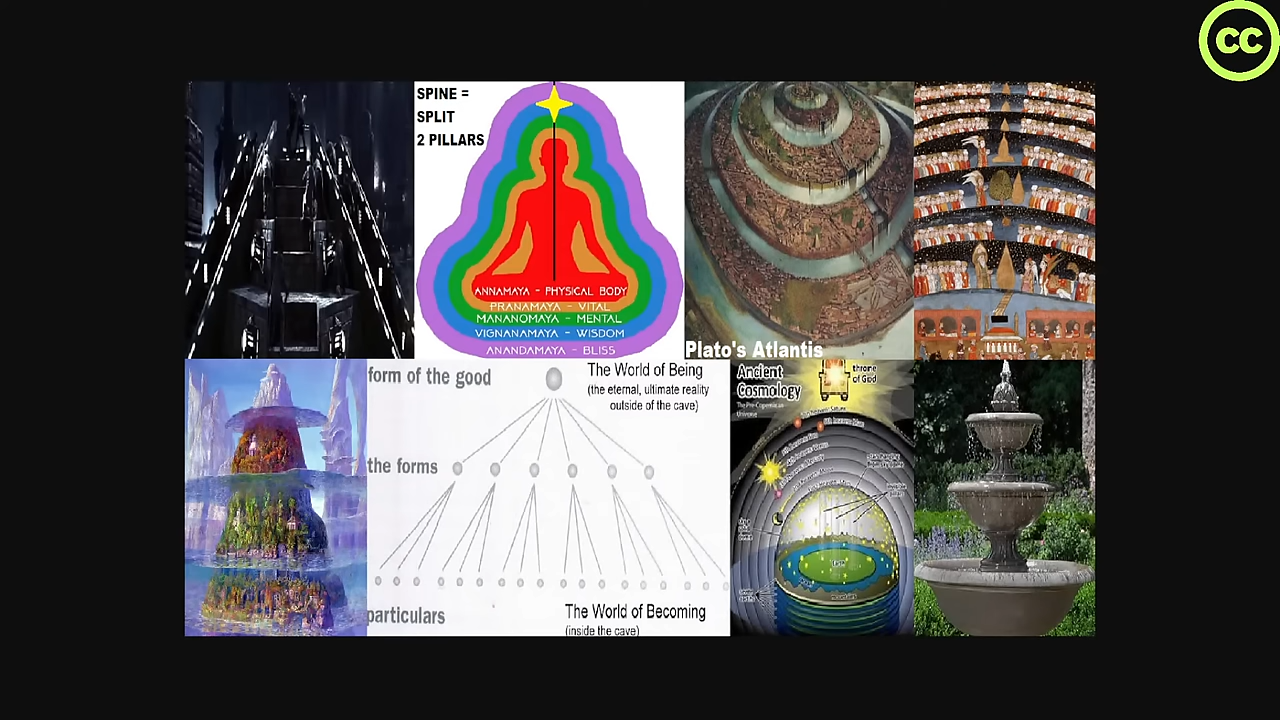 CC
SPINE =
SPLIT
2 PILLARS
ANNAMAYA - PHYSICAL BODY
PRANAMAYA - VITAL
MANANOMAYA - MENTAL
VIGNANAMAYA - WISDOM
ANANDAMAYA - BLISS
Plato's Atlantis
form of the good
The World of Being
(the eternal, ultimate reality
outside of the cave)
the forms
particulars
The World of Becoming
(inside the cave)
Ancient
Cosmology
The Pre-Copernican
Universe
throne
of God